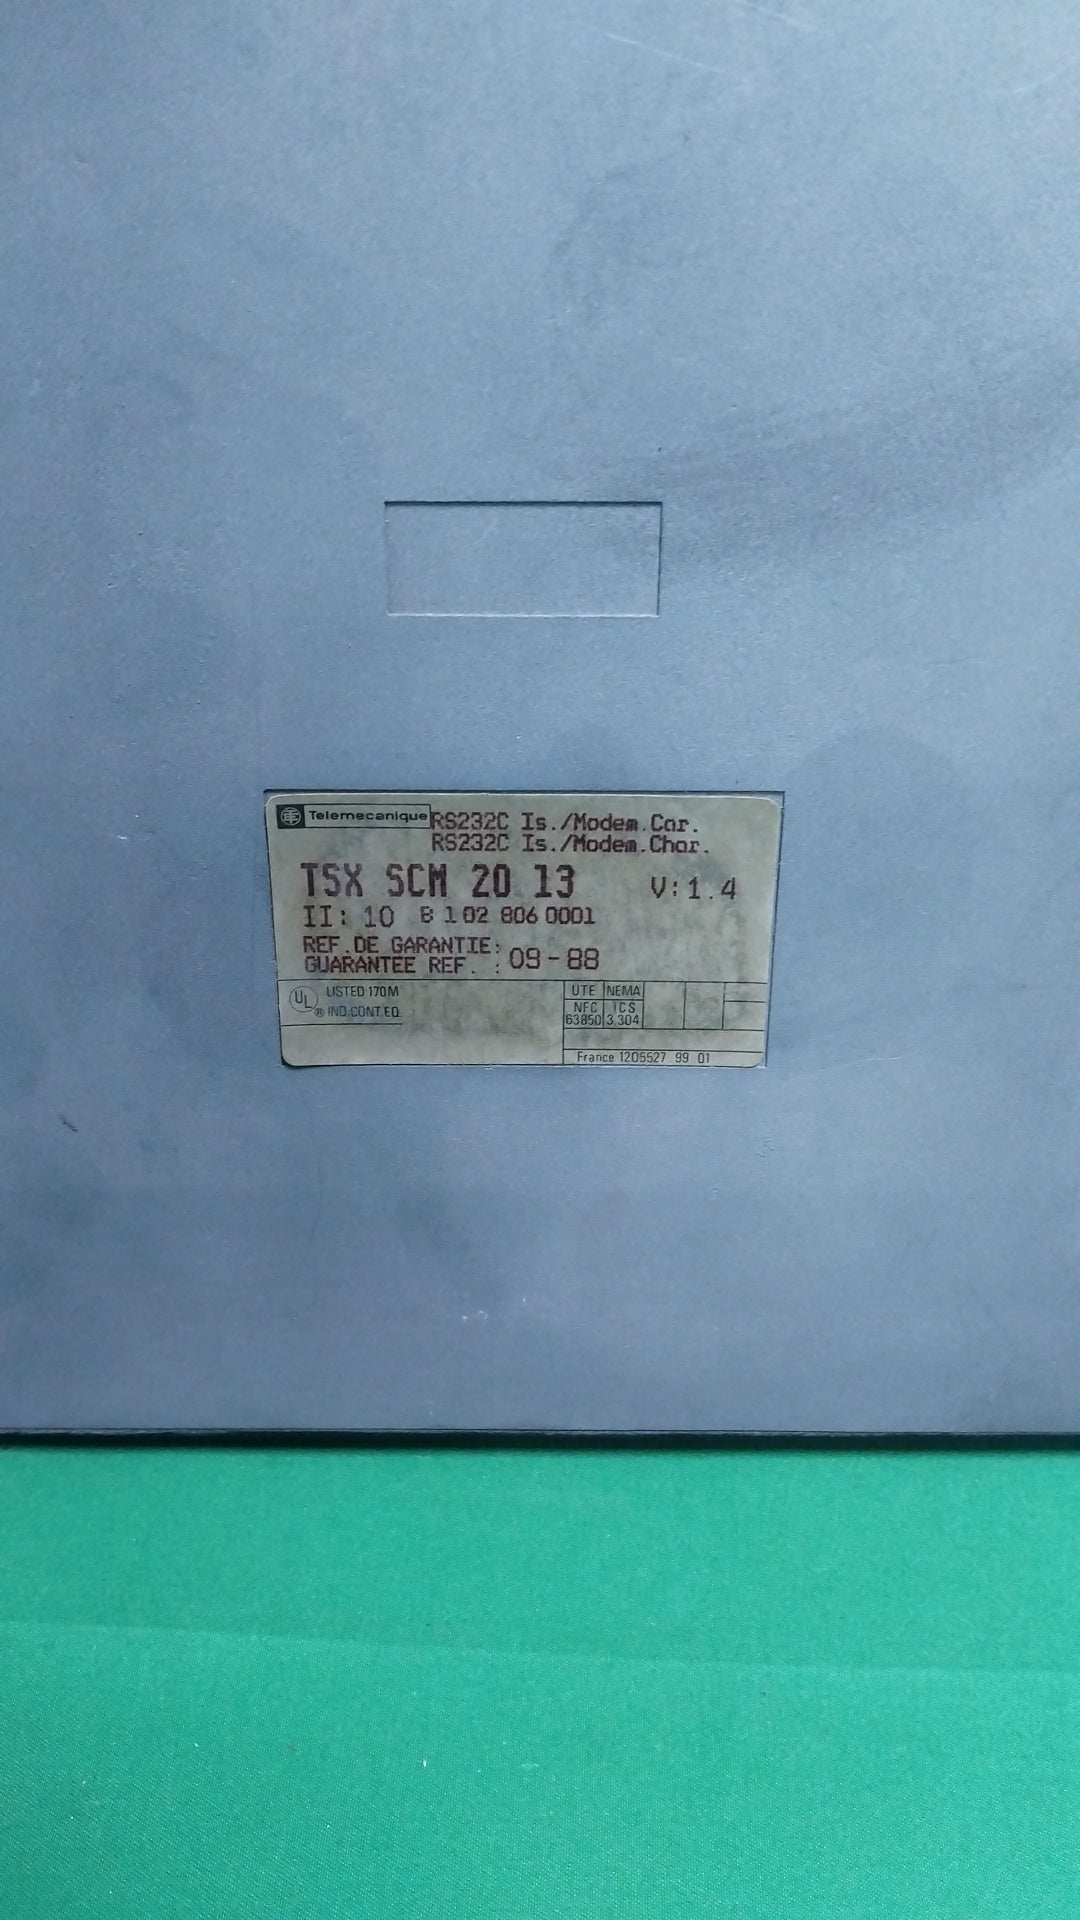 Telemecanique RS232C Is./Modem.Car.
RS232C Is./Modem.Char.
TSX SCM 20 13 V:1.4
II: 10 B 102 806 0001
REF.DE GARANTIE:
GUARANTEE REF. : 09-88
UL LISTED 170M
® IND.CONT.EQ.
UTE NEMA
NFC ICS
63850 3.304
France 1205527 99 01